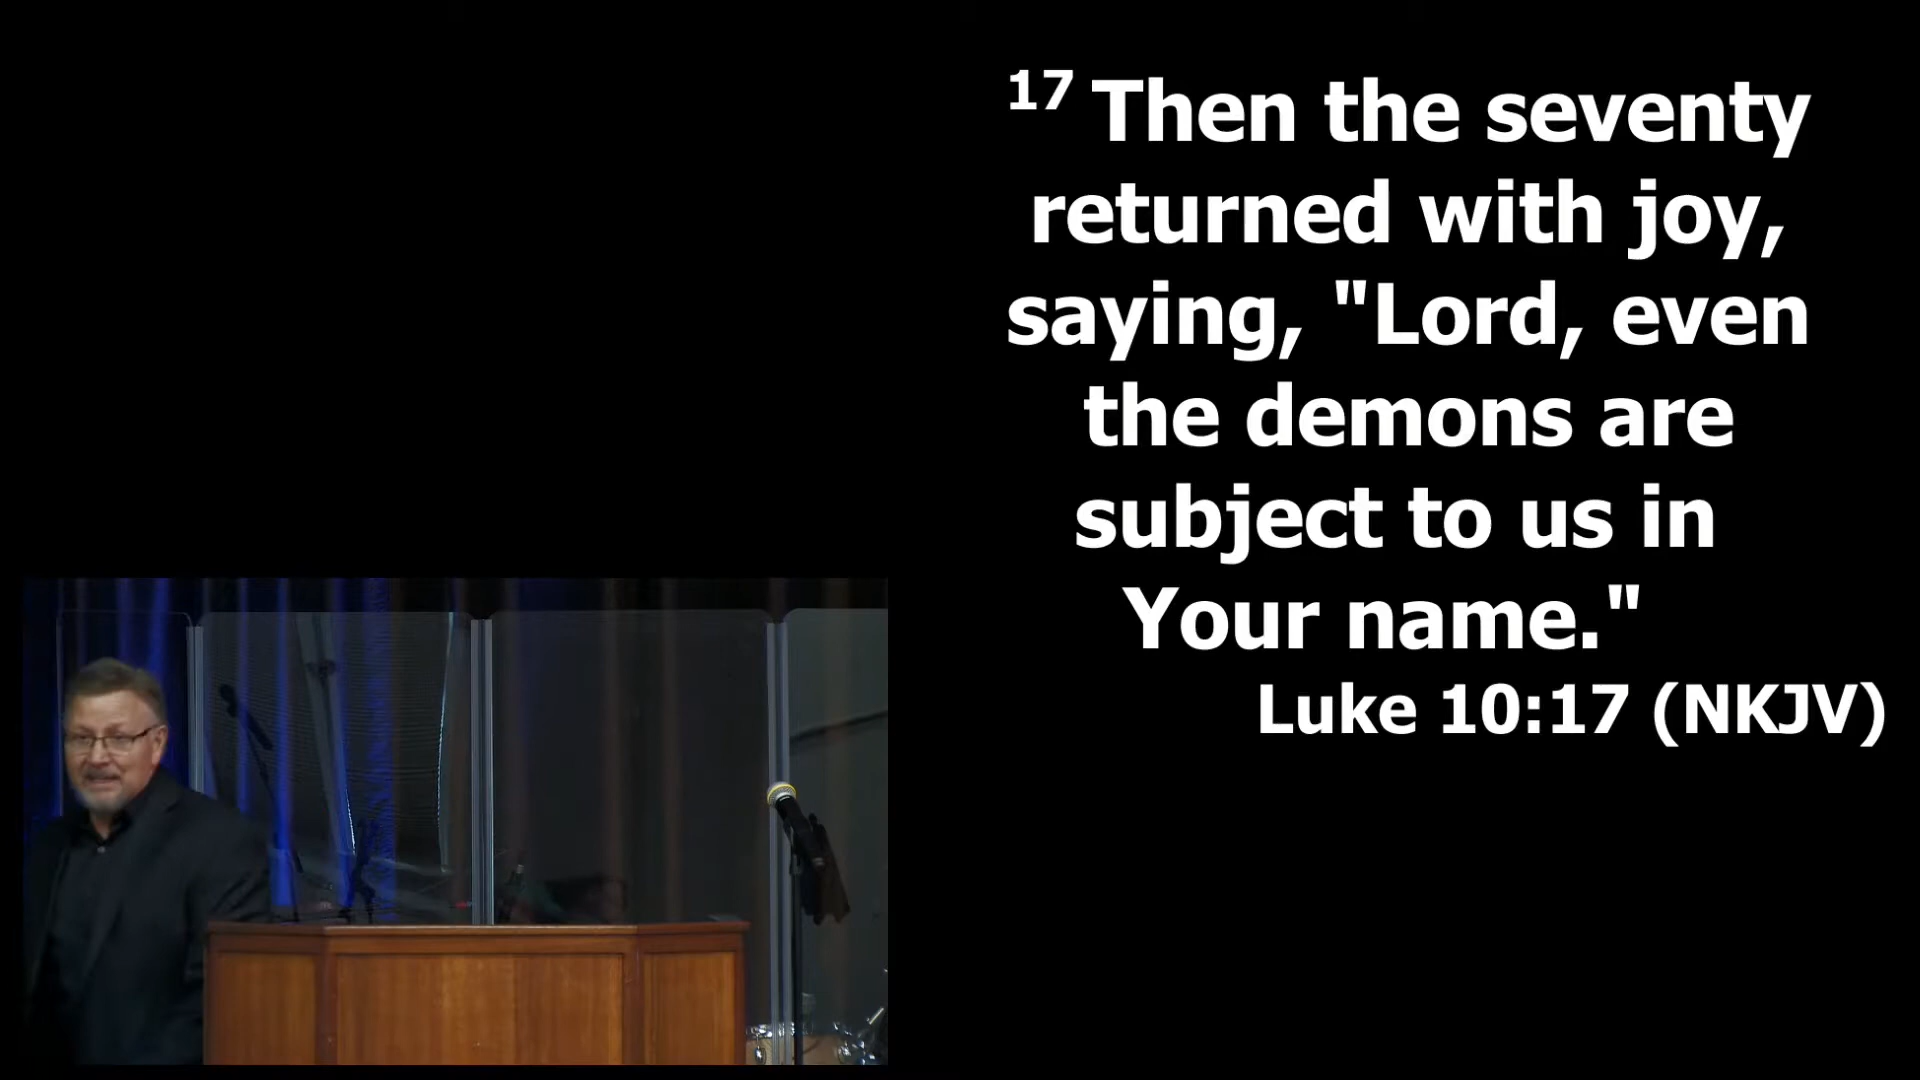 17 Then the seventy
returned with joy,
saying, "Lord, even
the demons are
subject to us in
Your name."
Luke 10:17 (NKJV)